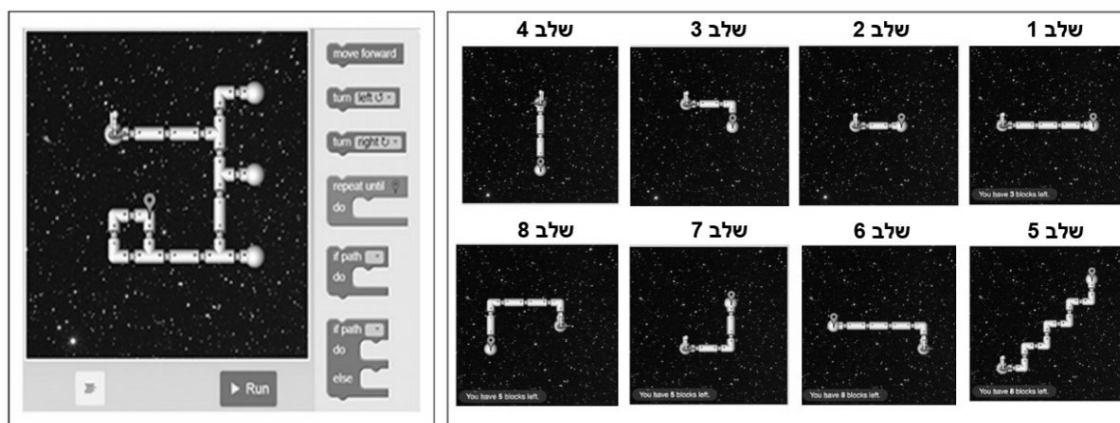 move forward
turn left ↺
turn right ↻
repeat until
do
if path
do
if path
do
else
Run
שלב 1
You have 3 blocks left.
שלב 2
שלב 3
שלב 4
שלב 5
You have blocks left.
שלב 6
You have 8 blocks left.
שלב 7
You have 5 blocks left.
שלב 8
You have 5 blocks left.